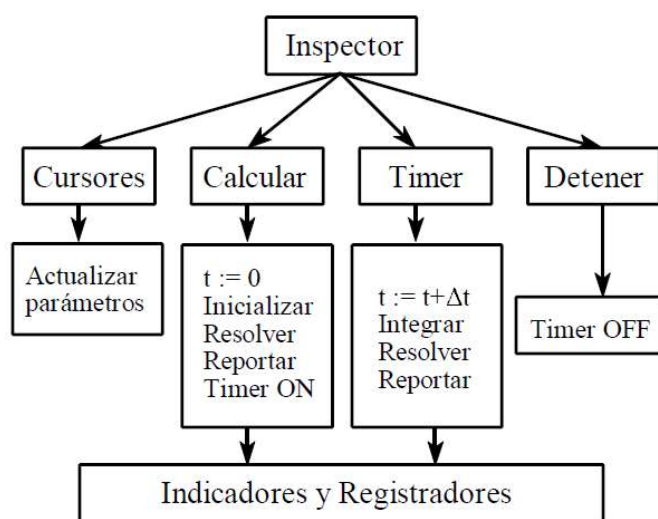 Inspector
Cursores
Calcular
Timer
Detener
Actualizar
parámetros
t := 0
Inicializar
Resolver
Reportar
Timer ON
t := t+Δt
Integrar
Resolver
Reportar
Timer OFF
Indicadores y Registradores